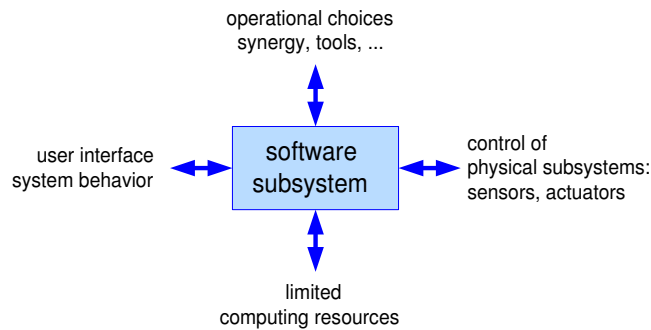 operational choices
synergy, tools, ...
user interface
system behavior
software
subsystem
control of
physical subsystems:
sensors, actuators
limited
computing resources